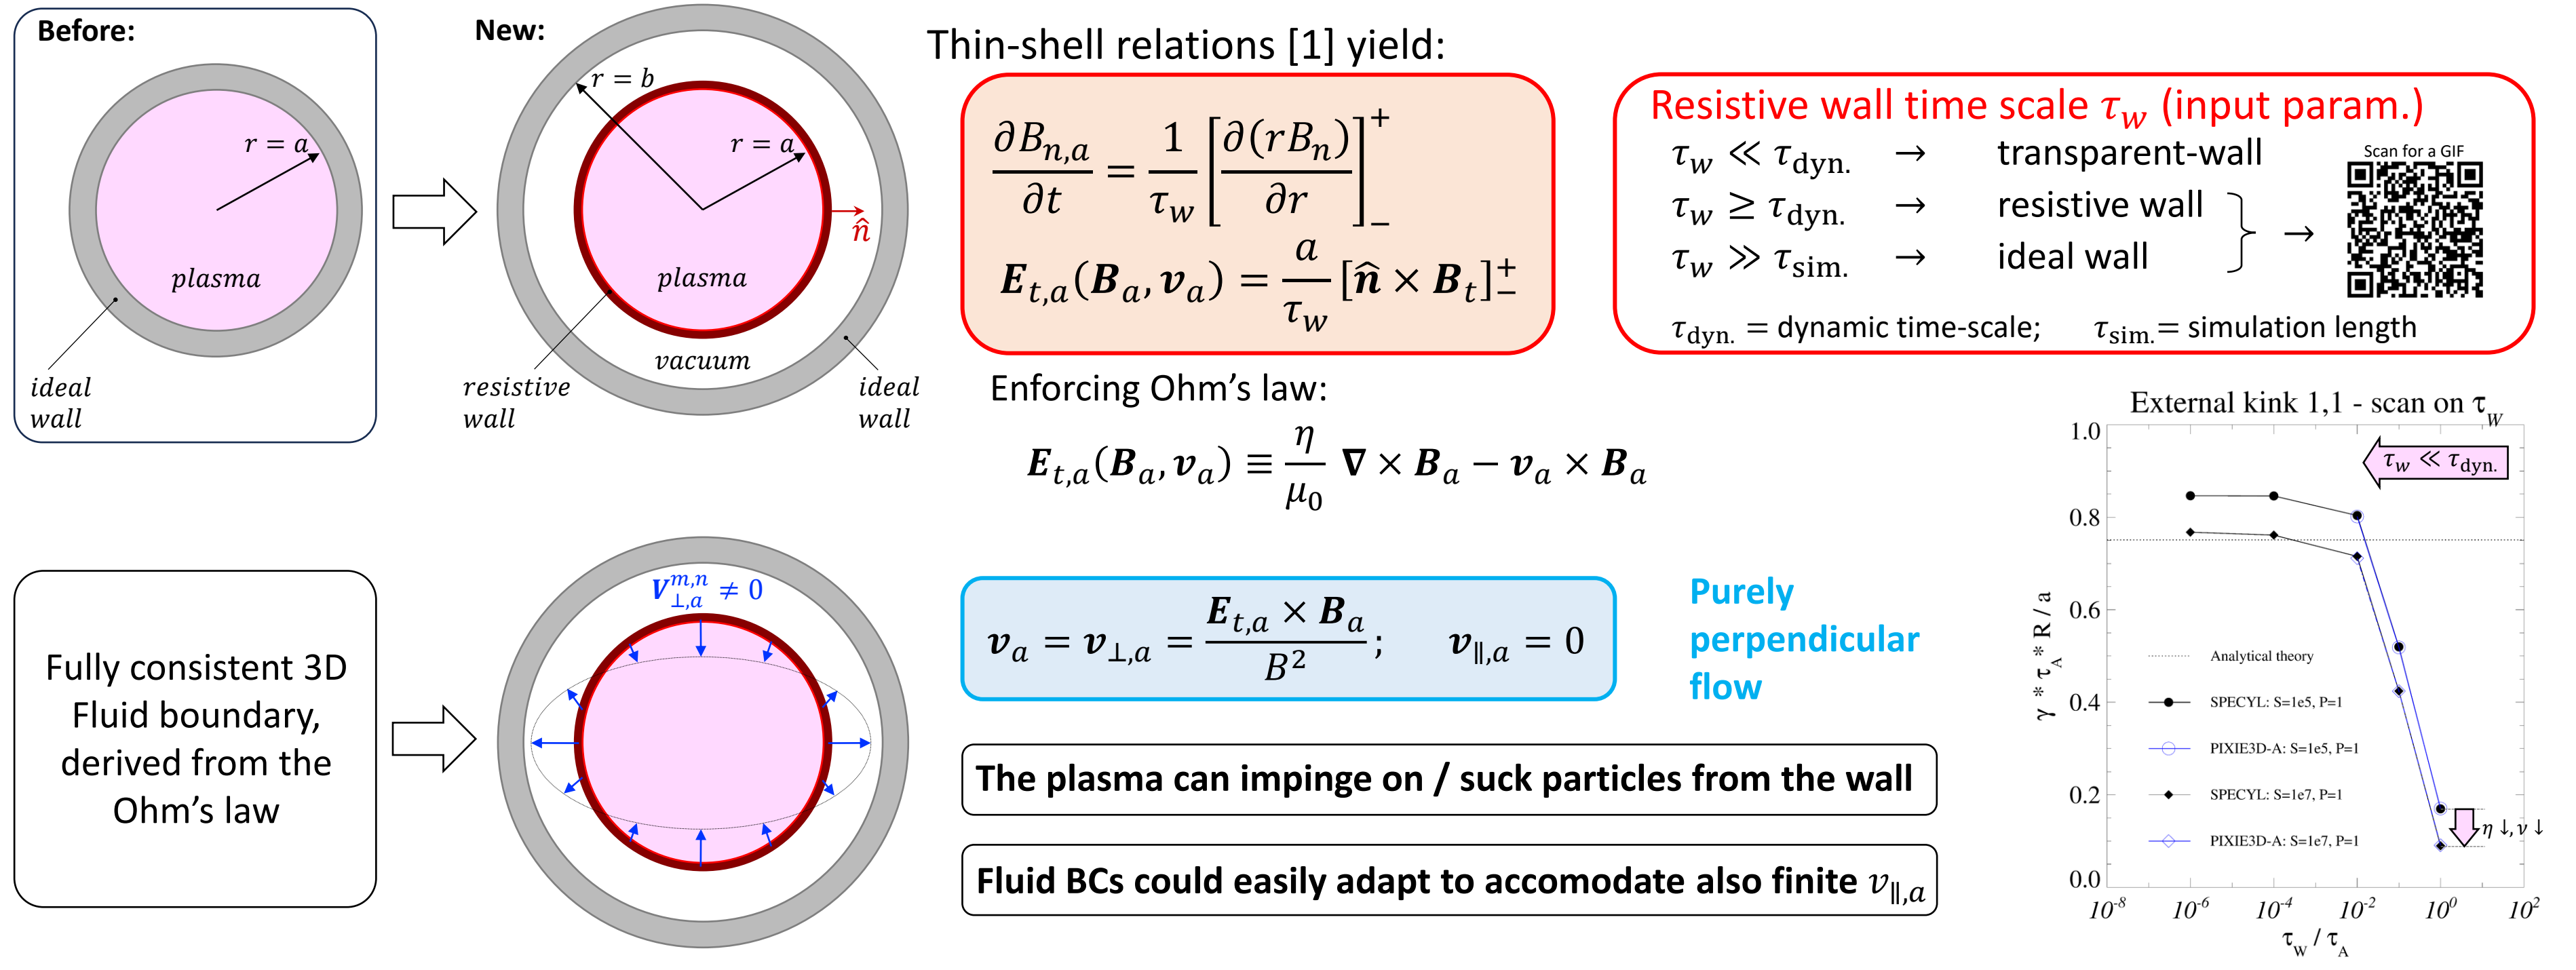 Before:
r = a
plasma
ideal
wall
New:
r = b
r = a
n̂
plasma
vacuum
resistive
wall
ideal
wall
Thin-shell relations [1] yield:
∂B_{n,a}/∂t = 1/τ_w [∂(rB_n)/∂r]^+_-
E_{t,a}(B_a, v_a) = a/τ_w [n̂ × B_t]^+_-
Resistive wall time scale τ_w (input param.)
τ_w ≪ τ_dyn. → transparent-wall
τ_w ≥ τ_dyn. → resistive wall
τ_w ≫ τ_sim. → ideal wall
→
Scan for a GIF
τ_dyn. = dynamic time-scale; τ_sim. = simulation length
Enforcing Ohm’s law:
E_{t,a}(B_a, v_a) ≡ η/μ_0 ∇ × B_a − v_a × B_a
Fully consistent 3D
Fluid boundary,
derived from the
Ohm’s law
V^{m,n}_{⊥,a} ≠ 0
v_a = v_{⊥,a} = E_{t,a} × B_a / B^2 ; v_{∥,a} = 0
Purely
perpendicular
flow
The plasma can impinge on / suck particles from the wall
Fluid BCs could easily adapt to accomodate also finite v_{∥,a}
External kink 1,1 - scan on τ_W
τ_w ≪ τ_dyn.
γ * τ_A * R / a
1.0
0.8
0.6
0.4
0.2
0.0
Analytical theory
SPECYL: S=1e5, P=1
PIXIE3D-A: S=1e5, P=1
SPECYL: S=1e7, P=1
PIXIE3D-A: S=1e7, P=1
η ↓, ν ↓
10^-8 10^-6 10^-4 10^-2 10^0 10^2
τ_W / τ_A